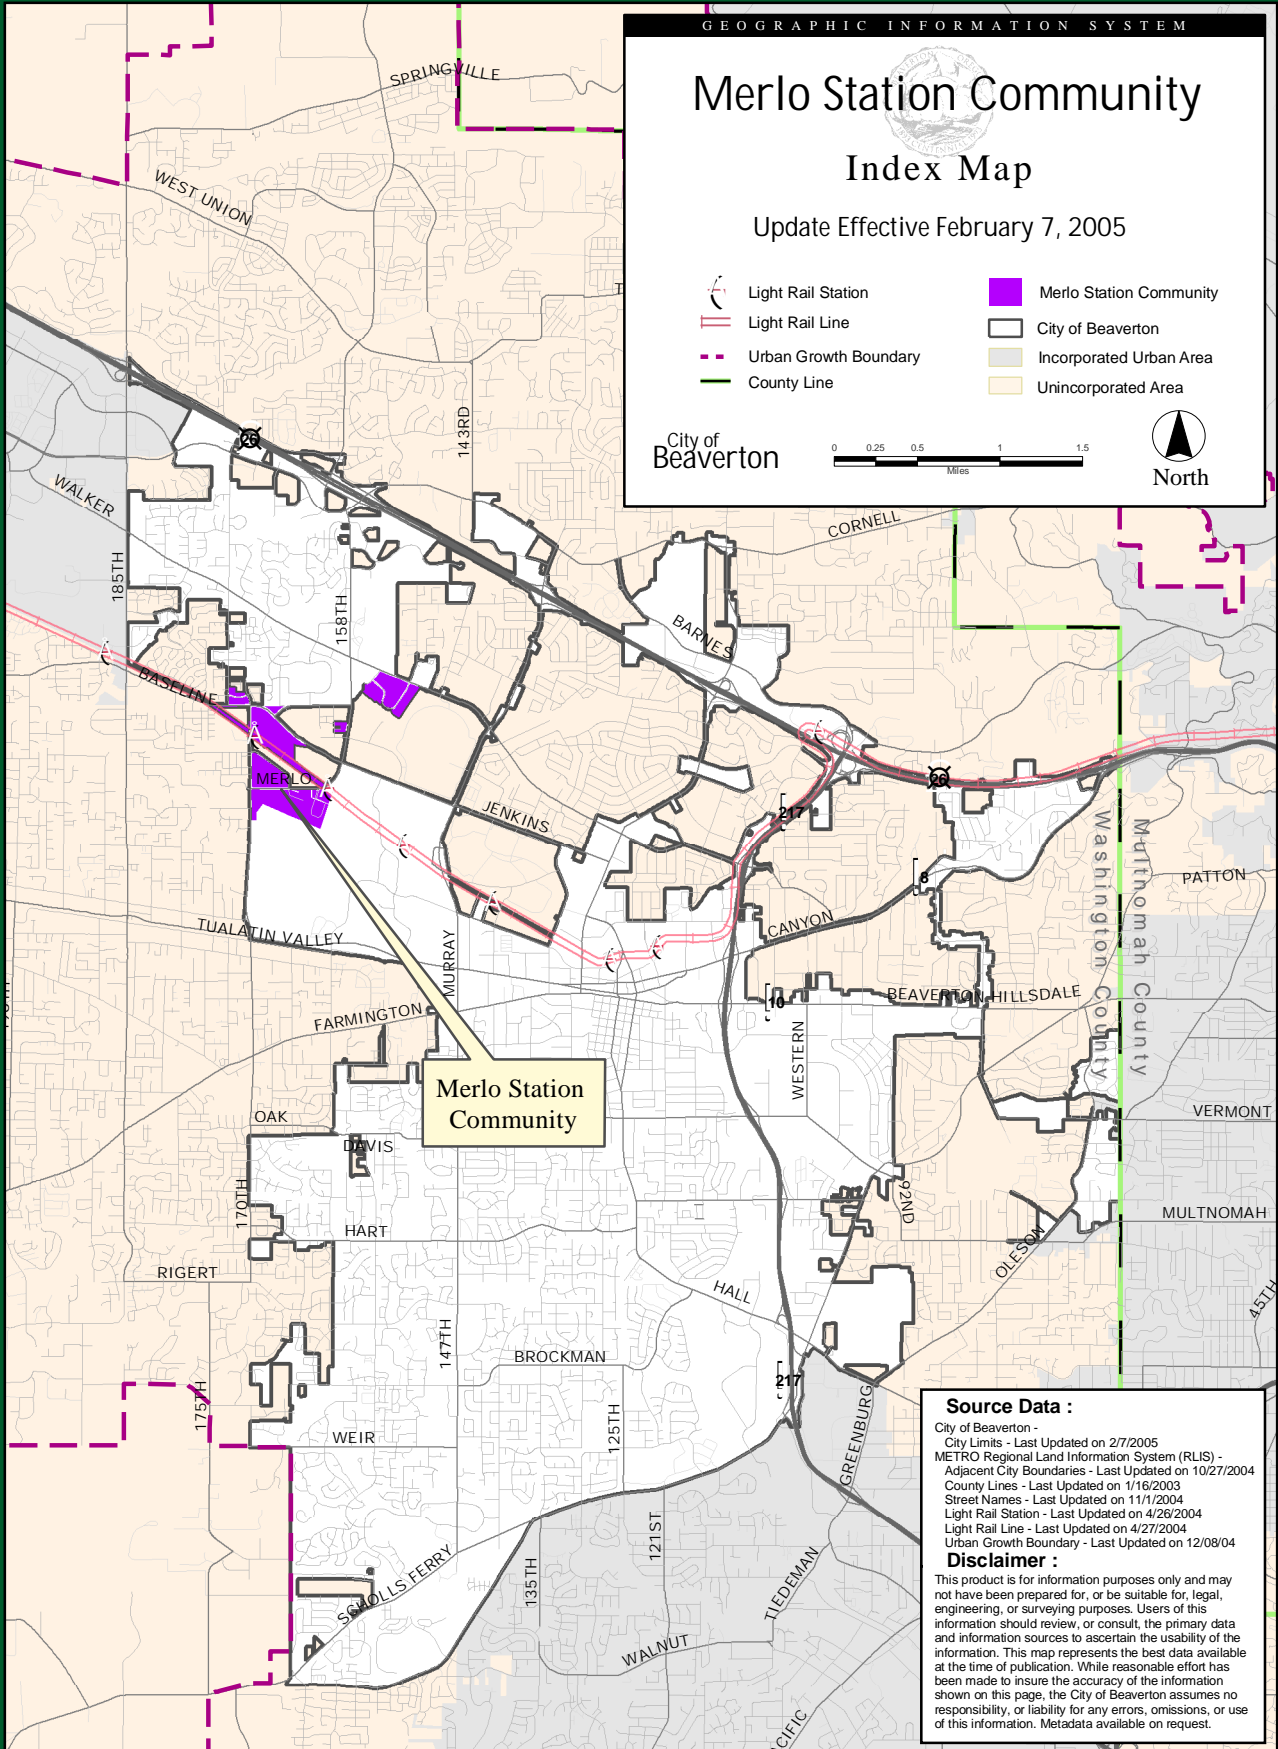 GEOGRAPHIC INFORMATION SYSTEM
Merlo Station Community
Index Map
Update Effective February 7, 2005
Light Rail Station
Light Rail Line
Urban Growth Boundary
County Line
Merlo Station Community
City of Beaverton
Incorporated Urban Area
Unincorporated Area
City of
Beaverton
0 0.25 0.5 1 1.5
Miles
North
SPRINGVILLE
WEST UNION
143RD
26
WALKER
185TH
158TH
CORNELL
BARNES
BASELINE
MERLO
JENKINS
217
26
8
CANYON
PATTON
Washington County
Multnomah County
TUALATIN VALLEY
MURRAY
FARMINGTON
10
BEAVERTON HILLSDALE
WESTERN
Merlo Station
Community
OAK
DAVIS
VERMONT
170TH
HART
92ND
MULTNOMAH
OLESON
RIGERT
HALL
45TH
147TH
BROCKMAN
217
175TH
125TH
WEIR
GREENBURG
121ST
SCHOLLS FERRY
135TH
TIEDEMAN
WALNUT
Source Data :
City of Beaverton -
City Limits - Last Updated on 2/7/2005
METRO Regional Land Information System (RLIS) -
Adjacent City Boundaries - Last Updated on 10/27/2004
County Lines - Last Updated on 1/16/2003
Street Names - Last Updated on 11/1/2004
Light Rail Station - Last Updated on 4/26/2004
Light Rail Line - Last Updated on 4/27/2004
Urban Growth Boundary - Last Updated on 12/08/04
Disclaimer :
This product is for information purposes only and may
not have been prepared for, or be suitable for, legal,
engineering, or surveying purposes. Users of this
information should review, or consult, the primary data
and information sources to ascertain the usability of the
information. This map represents the best data available
at the time of publication. While reasonable effort has
been made to insure the accuracy of the information
shown on this page, the City of Beaverton assumes no
responsibility, or liability for any errors, omissions, or use
of this information. Metadata available on request.